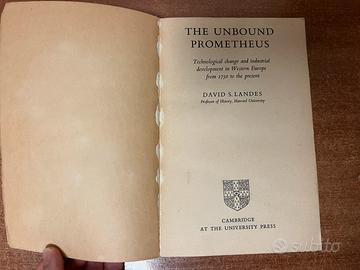 THE UNBOUND
PROMETHEUS
Technological change and industrial
development in Western Europe
from 1750 to the present
DAVID S. LANDES
Professor of History, Harvard University
CAMBRIDGE
AT THE UNIVERSITY PRESS
subito